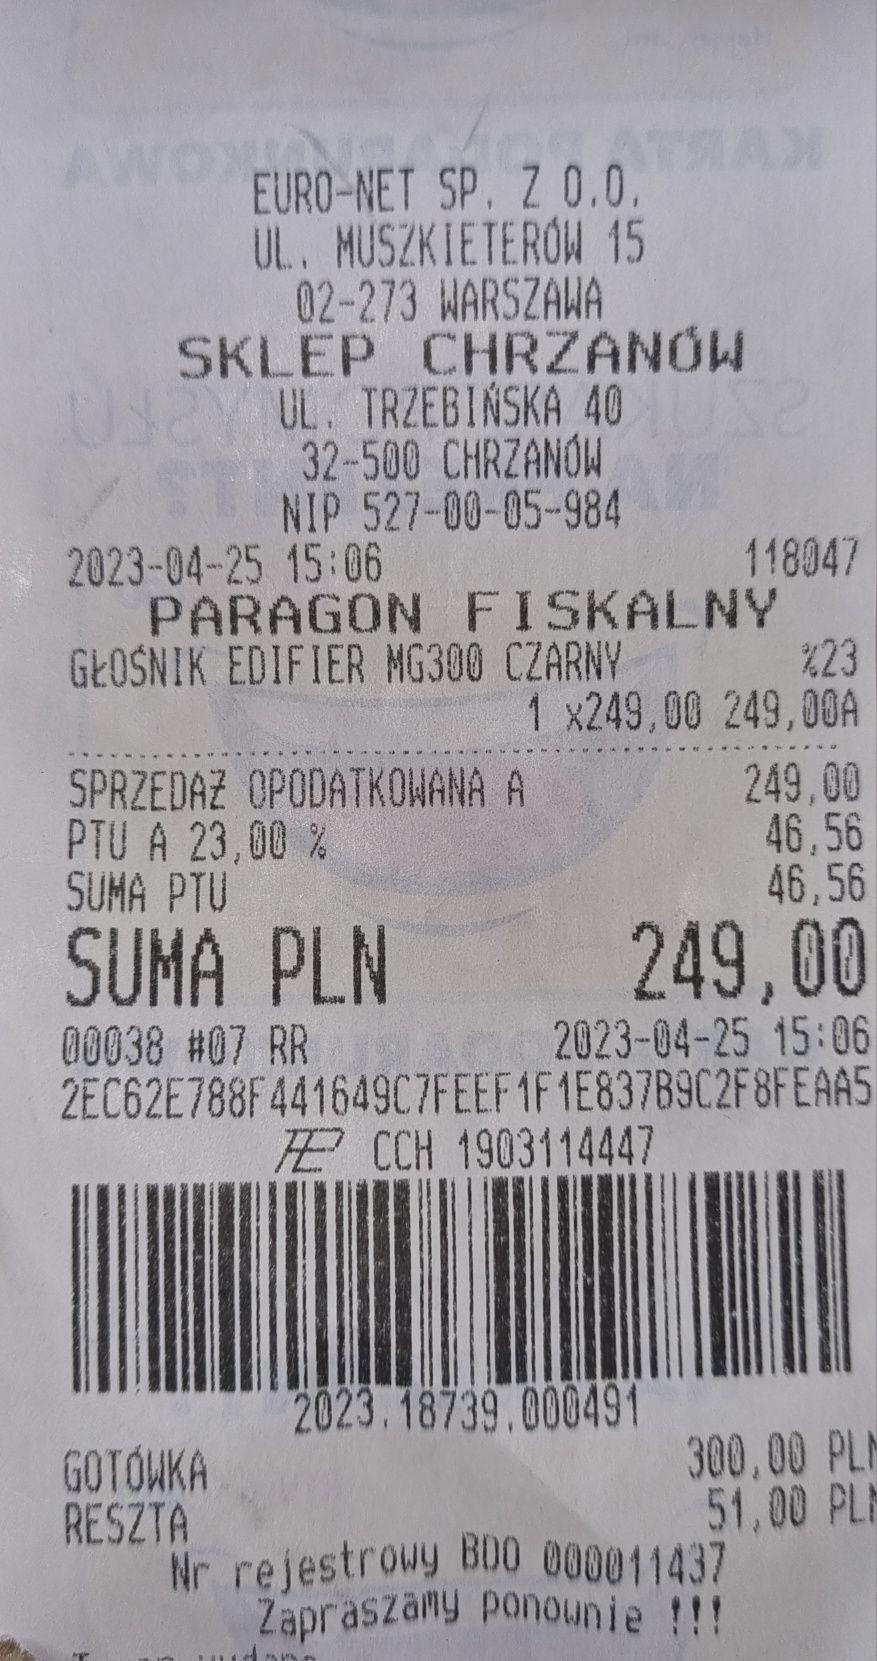 EURO-NET SP. Z O.O.
UL. MUSZKIETERÓW 15
02-273 WARSZAWA
SKLEP CHRZANÓW
UL. TRZEBIŃSKA 40
32-500 CHRZANÓW
NIP 527-00-05-984
2023-04-25 15:06 118047
PARAGON FISKALNY
GŁOŚNIK EDIFIER MG300 CZARNY %23
1 x249,00 249,00A
SPRZEDAŻ OPODATKOWANA A 249,00
PTU A 23,00 % 46,56
SUMA PTU 46,56
SUMA PLN 249,00
00038 #07 RR 2023-04-25 15:06
2EC62E788F441649C7FEEF1F1E837B9C2F8FEAA5
CCH 1903114447
2023.18739.000491
GOTÓWKA 300,00 PLN
RESZTA 51,00 PLN
Nr rejestrowy BDO 000011437
Zapraszamy ponownie !!!